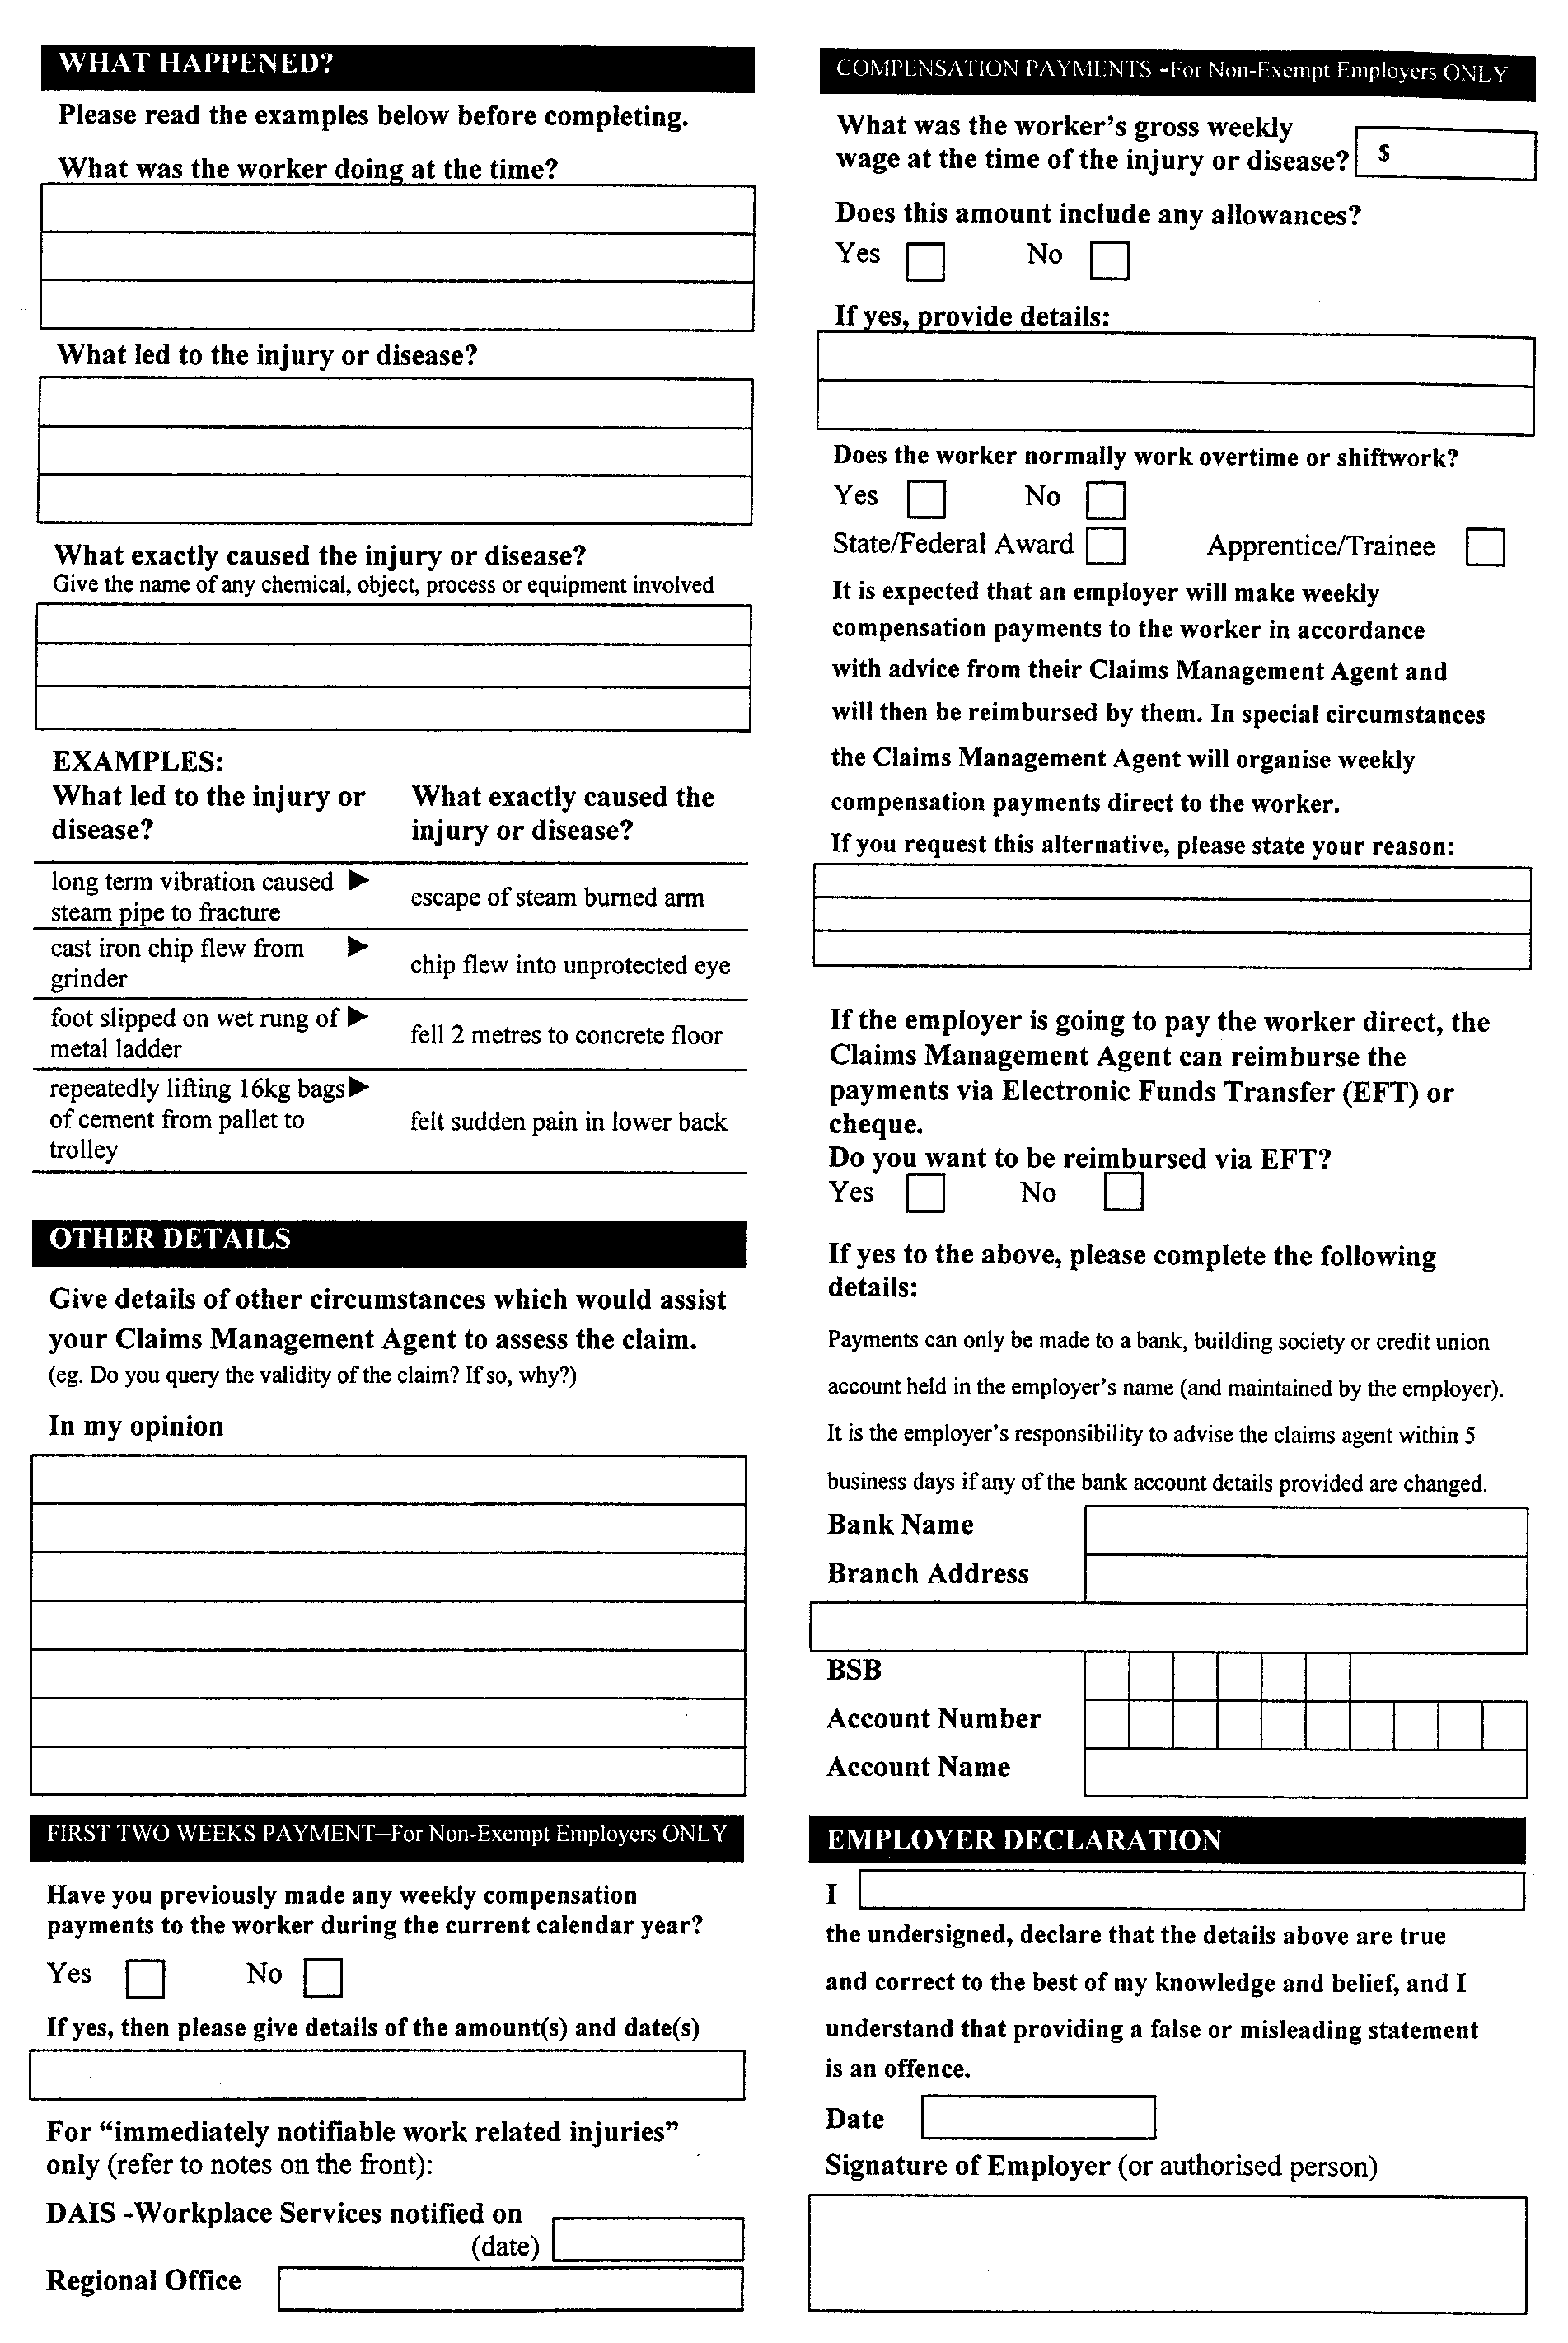 WHAT HAPPENED?
Please read the examples below before completing.
What was the worker doing at the time?
What led to the injury or disease?
What exactly caused the injury or disease?
Give the name of any chemical, object, process or equipment involved
EXAMPLES:
What led to the injury or disease?
What exactly caused the injury or disease?
long term vibration caused ►
steam pipe to fracture
escape of steam burned arm
cast iron chip flew from ►
grinder
chip flew into unprotected eye
foot slipped on wet rung of ►
metal ladder
fell 2 metres to concrete floor
repeatedly lifting 16kg bags►
of cement from pallet to
trolley
felt sudden pain in lower back
OTHER DETAILS
Give details of other circumstances which would assist
your Claims Management Agent to assess the claim.
(eg. Do you query the validity of the claim? If so, why?)
In my opinion
FIRST TWO WEEKS PAYMENT–For Non-Exempt Employers ONLY
Have you previously made any weekly compensation
payments to the worker during the current calendar year?
Yes No
If yes, then please give details of the amount(s) and date(s)
For “immediately notifiable work related injuries”
only (refer to notes on the front):
DAIS -Workplace Services notified on
(date)
Regional Office
COMPENSATION PAYMENTS -For Non-Exempt Employers ONLY
What was the worker’s gross weekly
wage at the time of the injury or disease? $
Does this amount include any allowances?
Yes No
If yes, provide details:
Does the worker normally work overtime or shiftwork?
Yes No
State/Federal Award Apprentice/Trainee
It is expected that an employer will make weekly
compensation payments to the worker in accordance
with advice from their Claims Management Agent and
will then be reimbursed by them. In special circumstances
the Claims Management Agent will organise weekly
compensation payments direct to the worker.
If you request this alternative, please state your reason:
If the employer is going to pay the worker direct, the
Claims Management Agent can reimburse the
payments via Electronic Funds Transfer (EFT) or
cheque.
Do you want to be reimbursed via EFT?
Yes No
If yes to the above, please complete the following
details:
Payments can only be made to a bank, building society or credit union
account held in the employer’s name (and maintained by the employer).
It is the employer’s responsibility to advise the claims agent within 5
business days if any of the bank account details provided are changed.
Bank Name
Branch Address
BSB
Account Number
Account Name
EMPLOYER DECLARATION
I
the undersigned, declare that the details above are true
and correct to the best of my knowledge and belief, and I
understand that providing a false or misleading statement
is an offence.
Date
Signature of Employer (or authorised person)